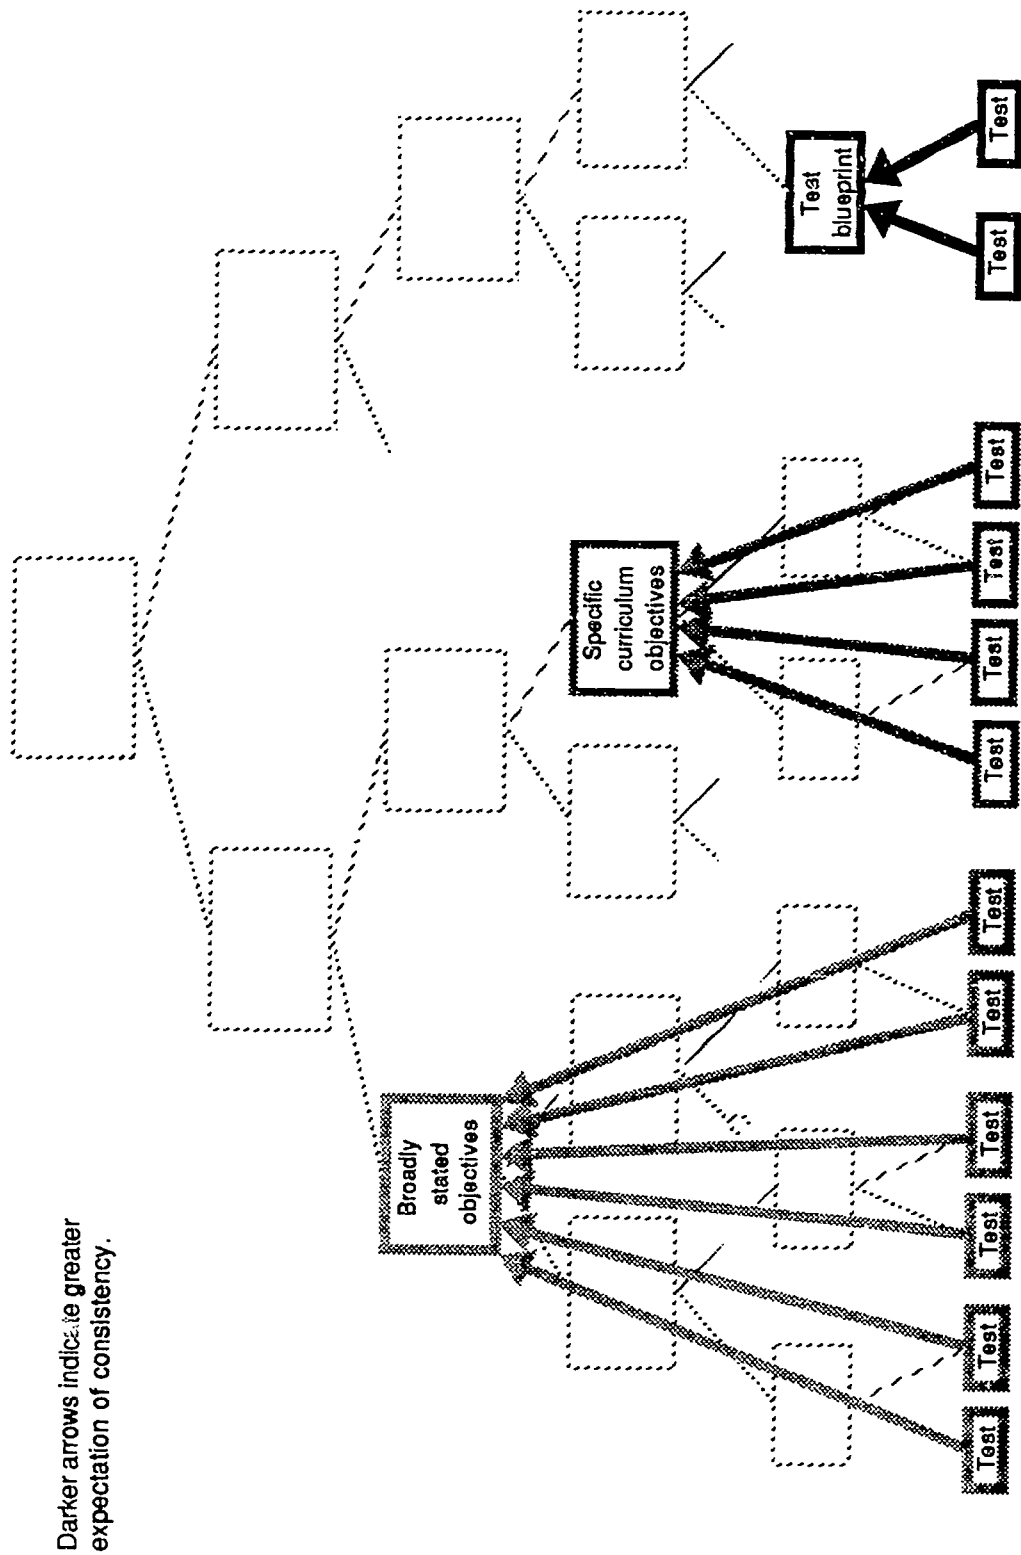 Darker arrows indicate greater
expectation of consistency.
Broadly
stated
objectives
Specific
curriculum
objectives
Test
blueprint
Test
Test
Test
Test
Test
Test
Test
Test
Test
Test
Test
Test